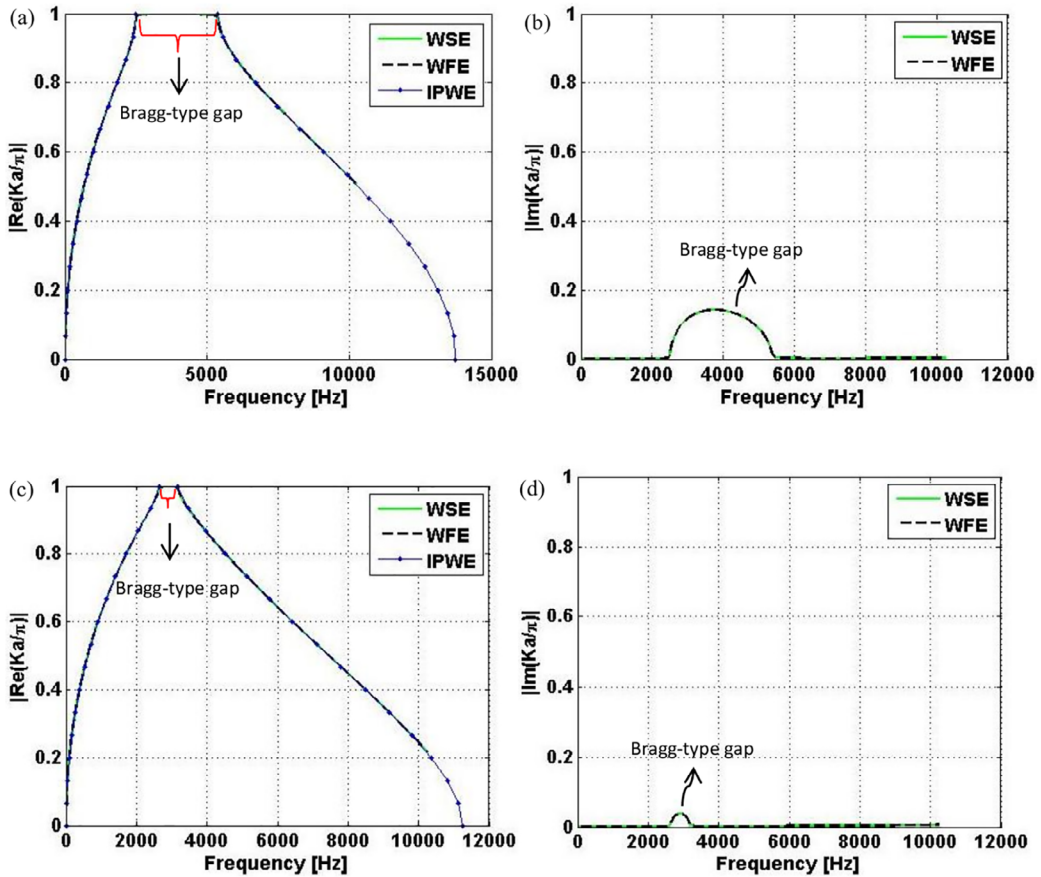 (a)
1
0.8
0.6
0.4
0.2
0
|Re(Ka/π)|
0
5000
10000
15000
Frequency [Hz]
WSE
WFE
IPWE
Bragg-type gap
(b)
1
0.8
0.6
0.4
0.2
0
|Im(Ka/π)|
0
2000
4000
6000
8000
10000
12000
Frequency [Hz]
WSE
WFE
Bragg-type gap
(c)
1
0.8
0.6
0.4
0.2
0
|Re(Ka/π)|
0
2000
4000
6000
8000
10000
12000
Frequency [Hz]
WSE
WFE
IPWE
Bragg-type gap
(d)
1
0.8
0.6
0.4
0.2
0
|Im(Ka/π)|
0
2000
4000
6000
8000
10000
12000
Frequency [Hz]
WSE
WFE
Bragg-type gap